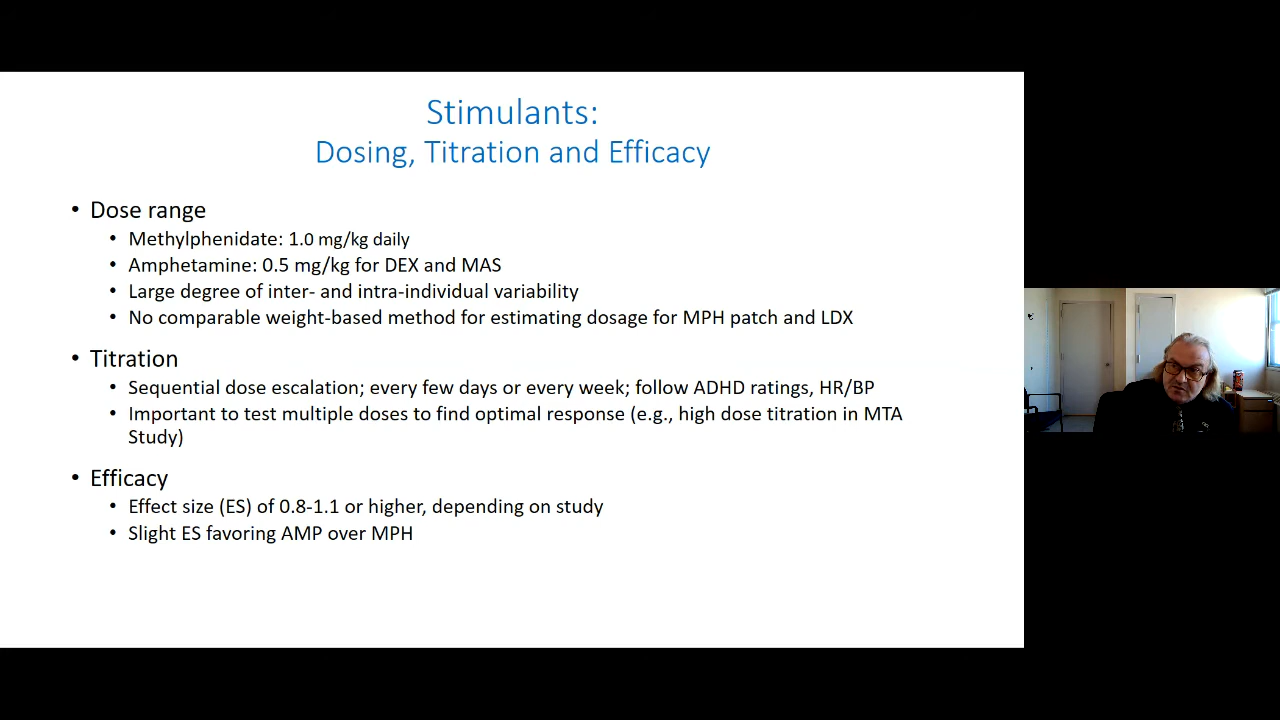 Stimulants:
Dosing, Titration and Efficacy
• Dose range
• Methylphenidate: 1.0 mg/kg daily
• Amphetamine: 0.5 mg/kg for DEX and MAS
• Large degree of inter- and intra-individual variability
• No comparable weight-based method for estimating dosage for MPH patch and LDX
• Titration
• Sequential dose escalation; every few days or every week; follow ADHD ratings, HR/BP
• Important to test multiple doses to find optimal response (e.g., high dose titration in MTA
Study)
• Efficacy
• Effect size (ES) of 0.8-1.1 or higher, depending on study
• Slight ES favoring AMP over MPH